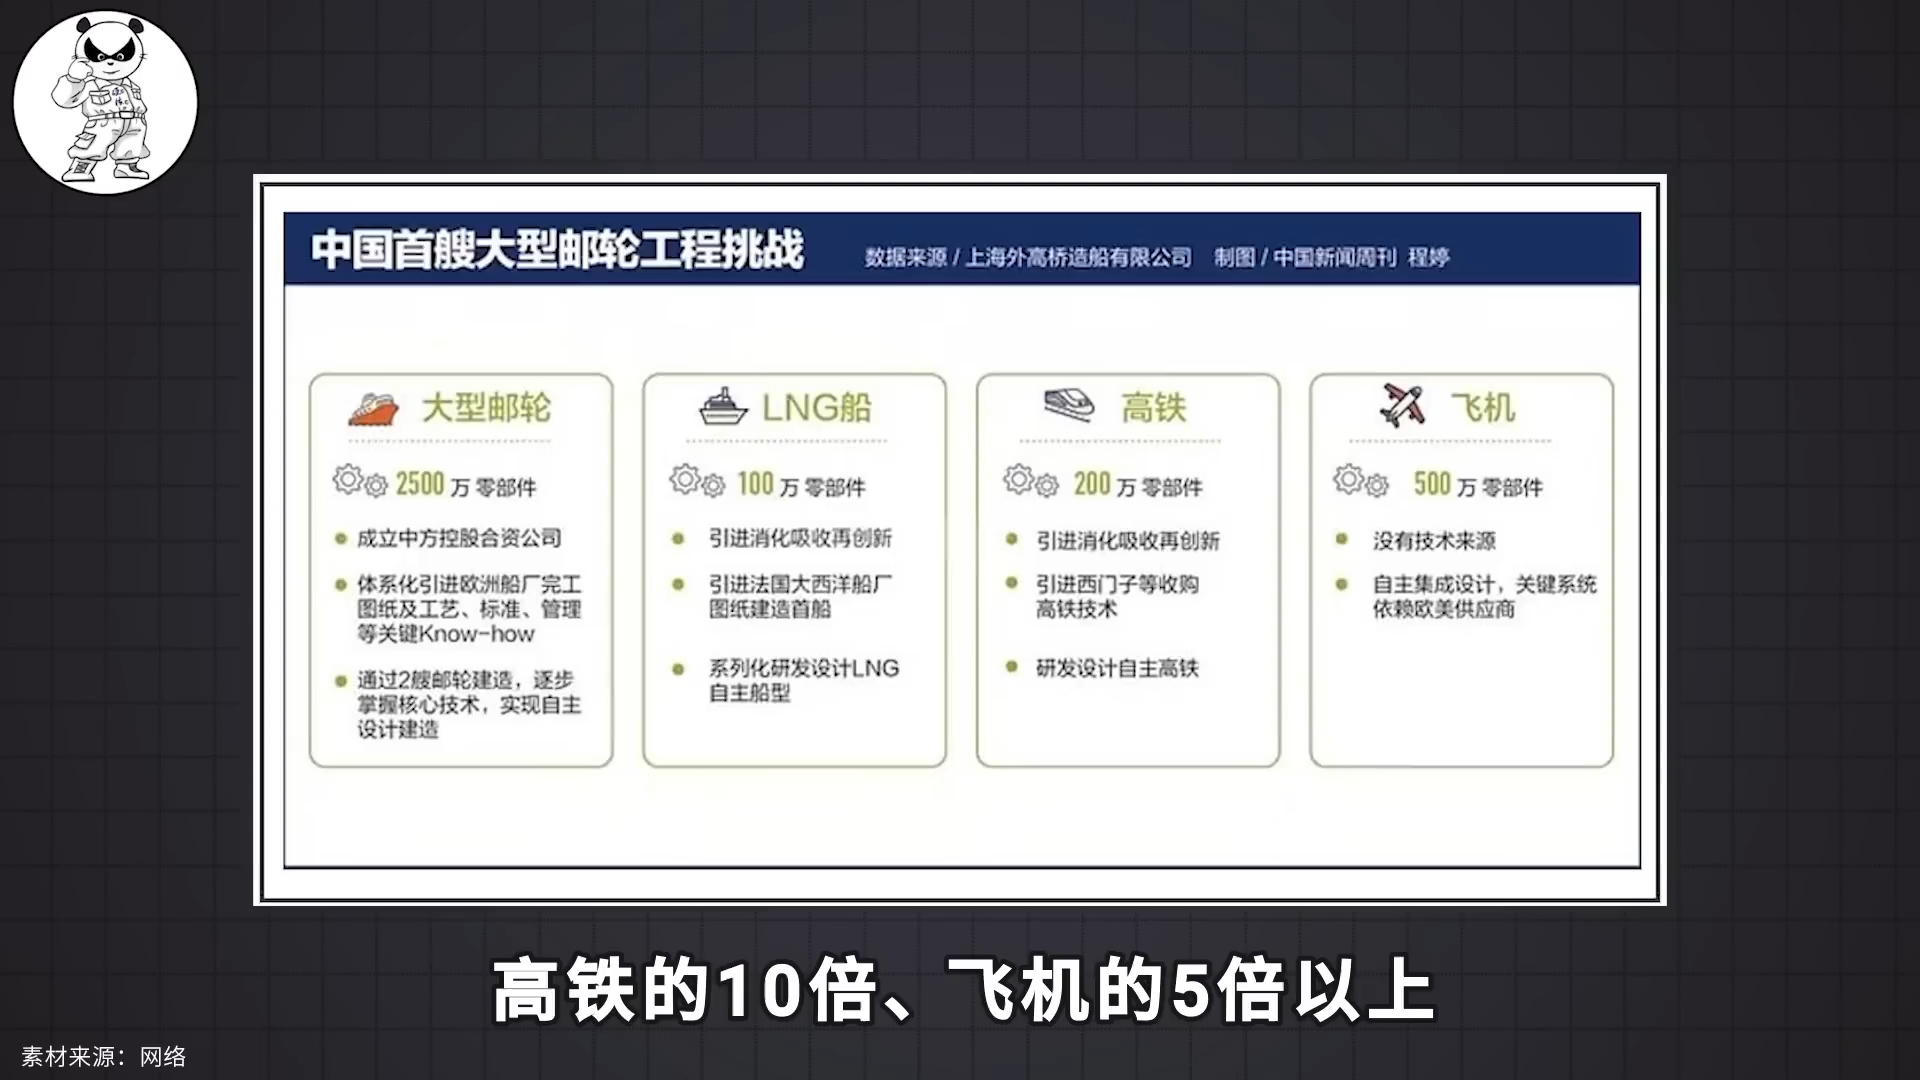 中国首艘大型邮轮工程挑战
数据来源 / 上海外高桥造船有限公司 制图 / 中国新闻周刊 程婷
大型邮轮
2500 万 零部件
成立中方控股合资公司
体系化引进欧洲船厂完工
图纸及工艺、标准、管理
等关键Know-how
通过2艘邮轮建造，逐步
掌握核心技术，实现自主
设计建造
LNG船
100 万 零部件
引进消化吸收再创新
引进法国大西洋船厂
图纸建造首船
系列化研发设计LNG
自主船型
高铁
200 万 零部件
引进消化吸收再创新
引进西门子等收购
高铁技术
研发设计自主高铁
飞机
500 万 零部件
没有技术来源
自主集成设计，关键系统
依赖欧美供应商
高铁的10倍、飞机的5倍以上
素材来源：网络